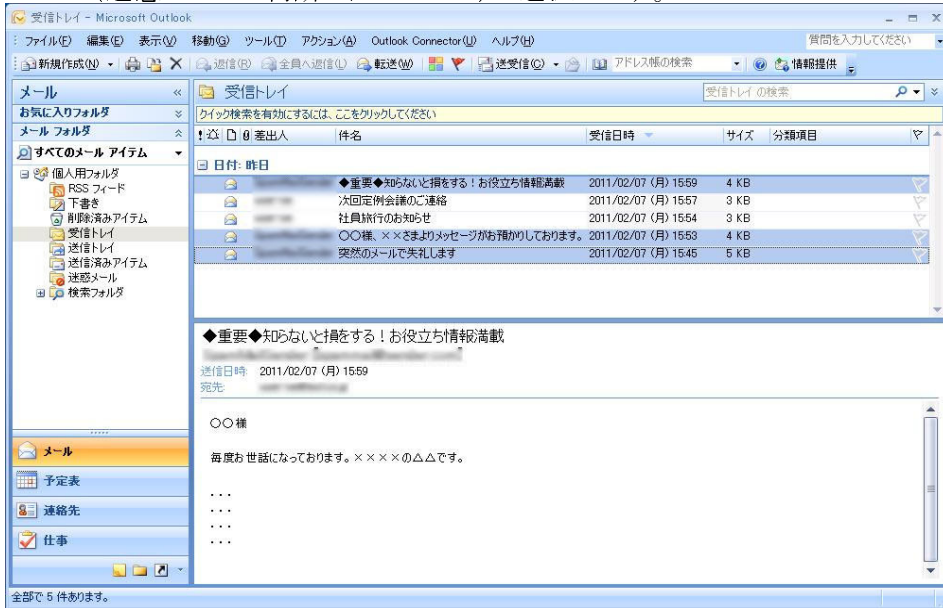 受信トレイ - Microsoft Outlook
ファイル(F) 編集(E) 表示(V) 移動(G) ツール(T) アクション(A) Outlook Connector(U) ヘルプ(H) 質問を入力してください
新規作成(N) 返信(R) 全員へ返信(L) 転送(W) 送受信(C) アドレス帳の検索 情報提供
メール 受信トレイ 受信トレイ の検索
お気に入りフォルダ クイック検索を有効にするには、ここをクリックしてください
メール フォルダ 差出人 件名 受信日時 サイズ 分類項目
すべてのメール アイテム
日付: 昨日
個人用フォルダ
RSS フィード
下書き
削除済みアイテム
受信トレイ
送信トレイ
送信済みアイテム
迷惑メール
検索フォルダ
◆重要◆知らないと損をする！お役立ち情報満載 2011/02/07 (月) 15:59 4 KB
次回定例会議のご連絡 2011/02/07 (月) 15:57 3 KB
社員旅行のお知らせ 2011/02/07 (月) 15:54 3 KB
〇〇様、××さまよりメッセージがお預かりしております。 2011/02/07 (月) 15:53 4 KB
突然のメールで失礼します 2011/02/07 (月) 15:45 5 KB
◆重要◆知らないと損をする！お役立ち情報満載
送信日時: 2011/02/07 (月) 15:59
宛先:
〇〇様
毎度お世話になっております。××××の△△です。
...
...
...
...
メール
予定表
連絡先
仕事
全部で 5 件あります。